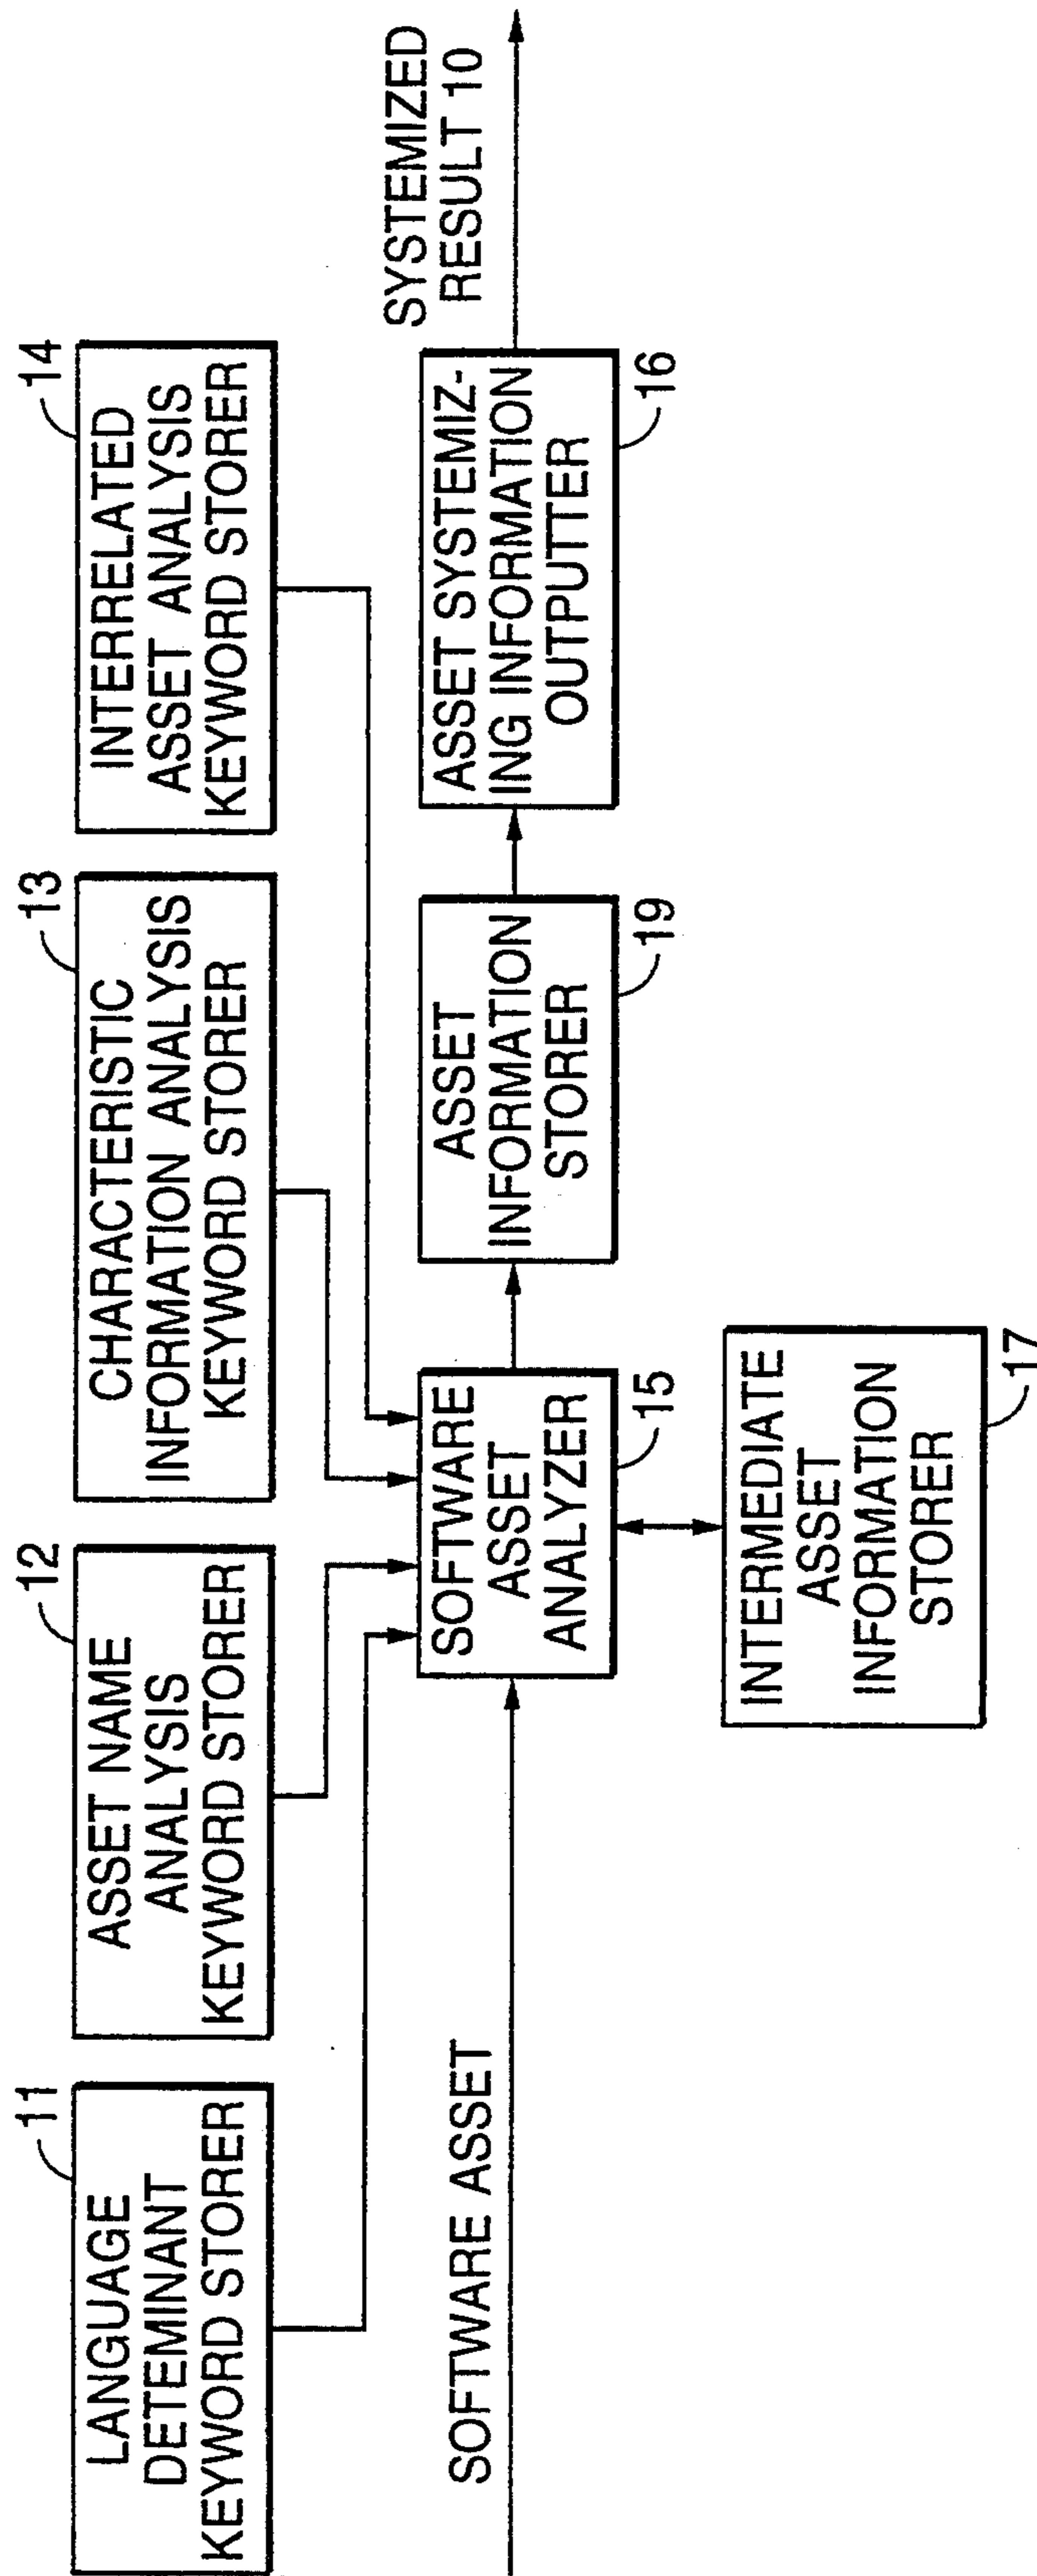 11
LANGUAGE
DETEMINANT
KEYWORD STORER
12
ASSET NAME
ANALYSIS
KEYWORD STORER
13
CHARACTERISTIC
INFORMATION ANALYSIS
KEYWORD STORER
14
INTERRELATED
ASSET ANALYSIS
KEYWORD STORER
SOFTWARE ASSET
SOFTWARE
ASSET
ANALYZER
15
ASSET
INFORMATION
STORER
19
ASSET SYSTEMIZ-
ING INFORMATION
OUTPUTTER
16
SYSTEMIZED
RESULT 10
INTERMEDIATE
ASSET
INFORMATION
STORER
17